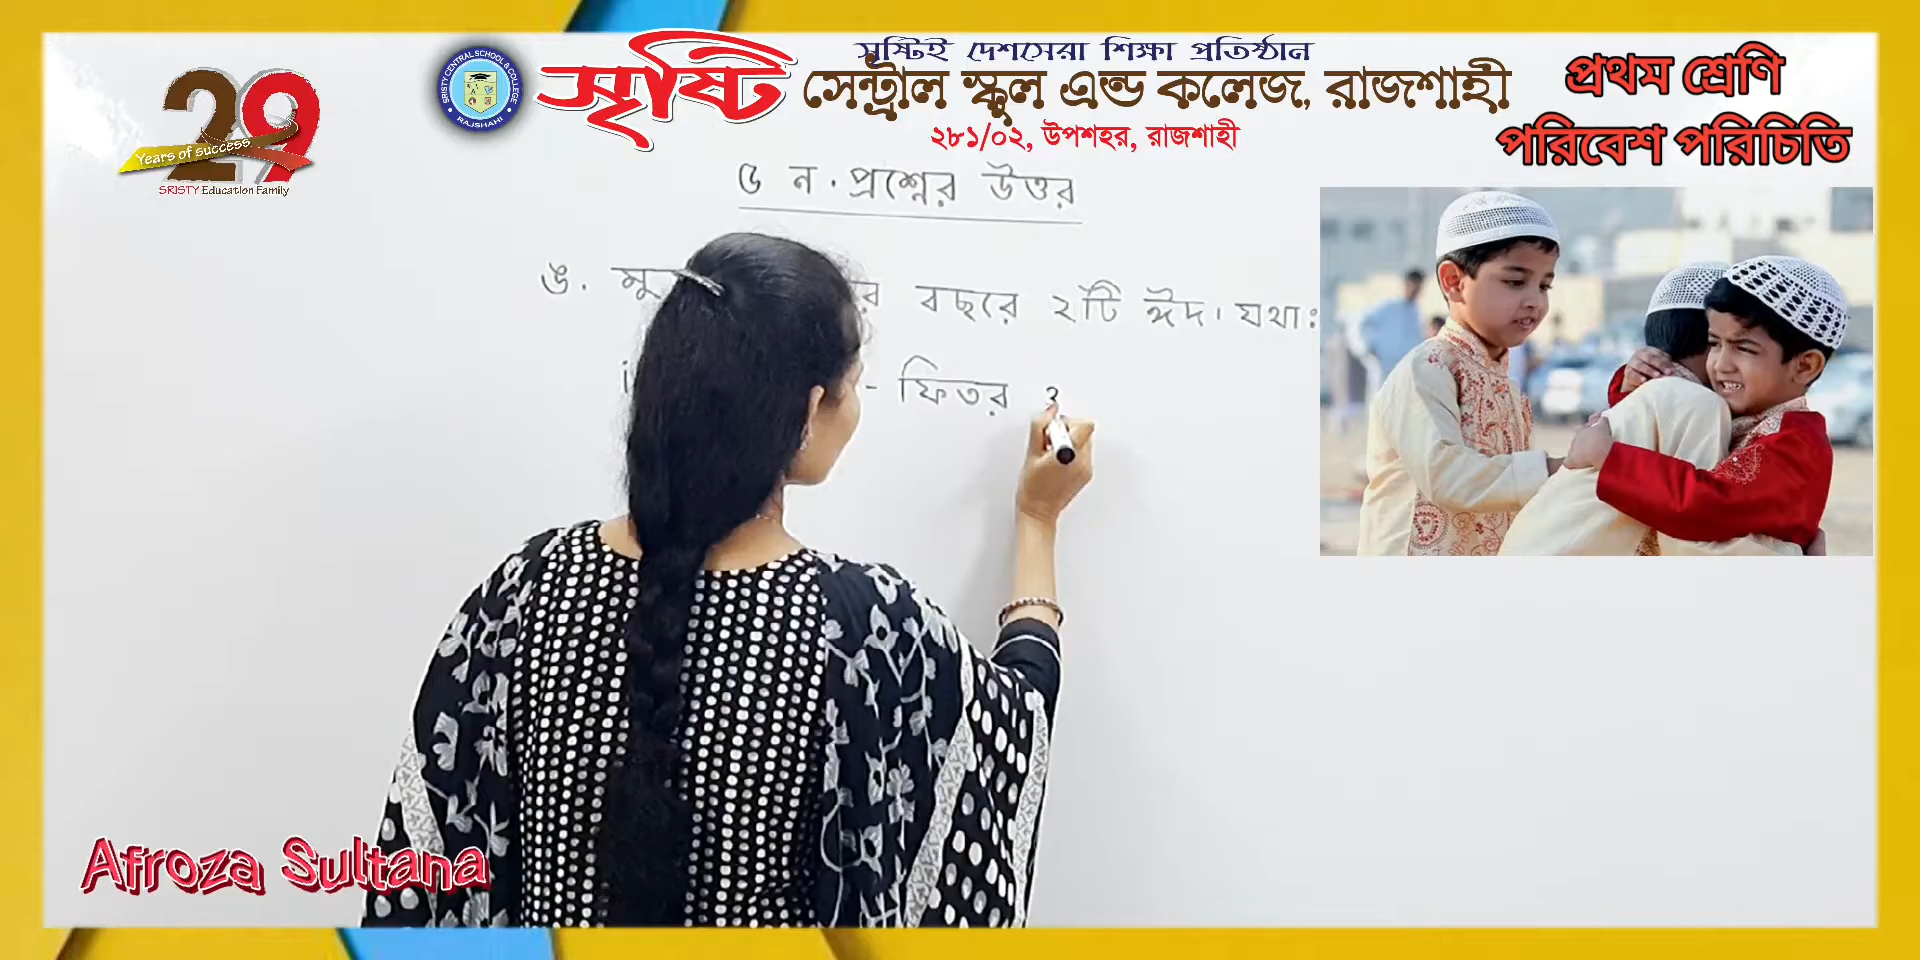 29
Years of success
SRISTY Education Family
SRISTY CENTRAL SCHOOL & COLLEGE
RAJSHAHI
সৃষ্টিই দেশসেরা শিক্ষা প্রতিষ্ঠান
সৃষ্টি সেন্ট্রাল স্কুল এন্ড কলেজ, রাজশাহী
২৮১/০২, উপশহর, রাজশাহী
প্রথম শ্রেণি
পরিবেশ পরিচিতি
৫ ন. প্রশ্নের উত্তর
ঙ. বছরে ২টি ঈদ। যথাঃ
- ফিতর
Afroza Sultana